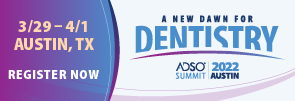 3/29 – 4/1
AUSTIN, TX
REGISTER NOW
A NEW DAWN FOR
DENTISTRY
ADSO
SUMMIT
2022
AUSTIN